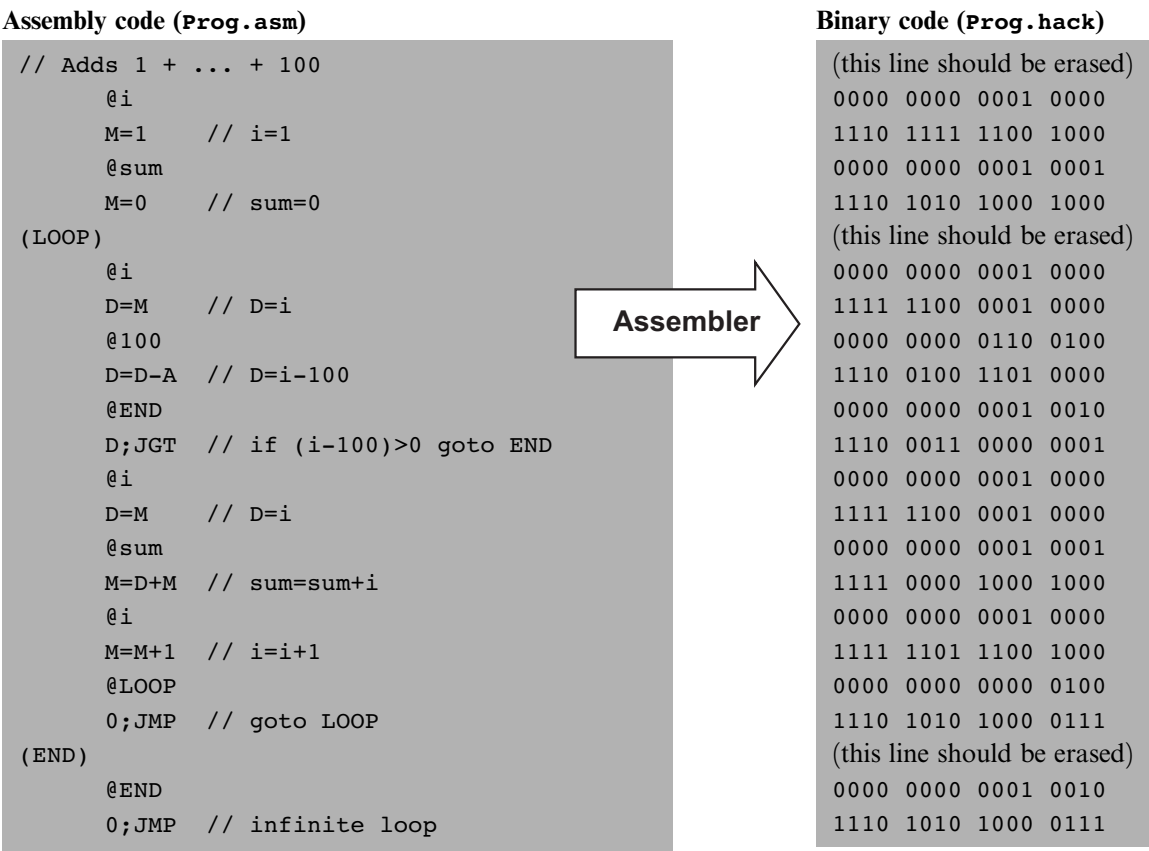 Assembly code (Prog.asm)
// Adds 1 + ... + 100
@i
M=1 // i=1
@sum
M=0 // sum=0
(LOOP)
@i
D=M // D=i
@100
D=D-A // D=i-100
@END
D;JGT // if (i-100)>0 goto END
@i
D=M // D=i
@sum
M=D+M // sum=sum+i
@i
M=M+1 // i=i+1
@LOOP
0;JMP // goto LOOP
(END)
@END
0;JMP // infinite loop
Assembler
Binary code (Prog.hack)
(this line should be erased)
0000 0000 0001 0000
1110 1111 1100 1000
0000 0000 0001 0001
1110 1010 1000 1000
(this line should be erased)
0000 0000 0001 0000
1111 1100 0001 0000
0000 0000 0110 0100
1110 0100 1101 0000
0000 0000 0001 0010
1110 0011 0000 0001
0000 0000 0001 0000
1111 1100 0001 0000
0000 0000 0001 0001
1111 0000 1000 1000
0000 0000 0001 0000
1111 1101 1100 1000
0000 0000 0000 0100
1110 1010 1000 0111
(this line should be erased)
0000 0000 0001 0010
1110 1010 1000 0111